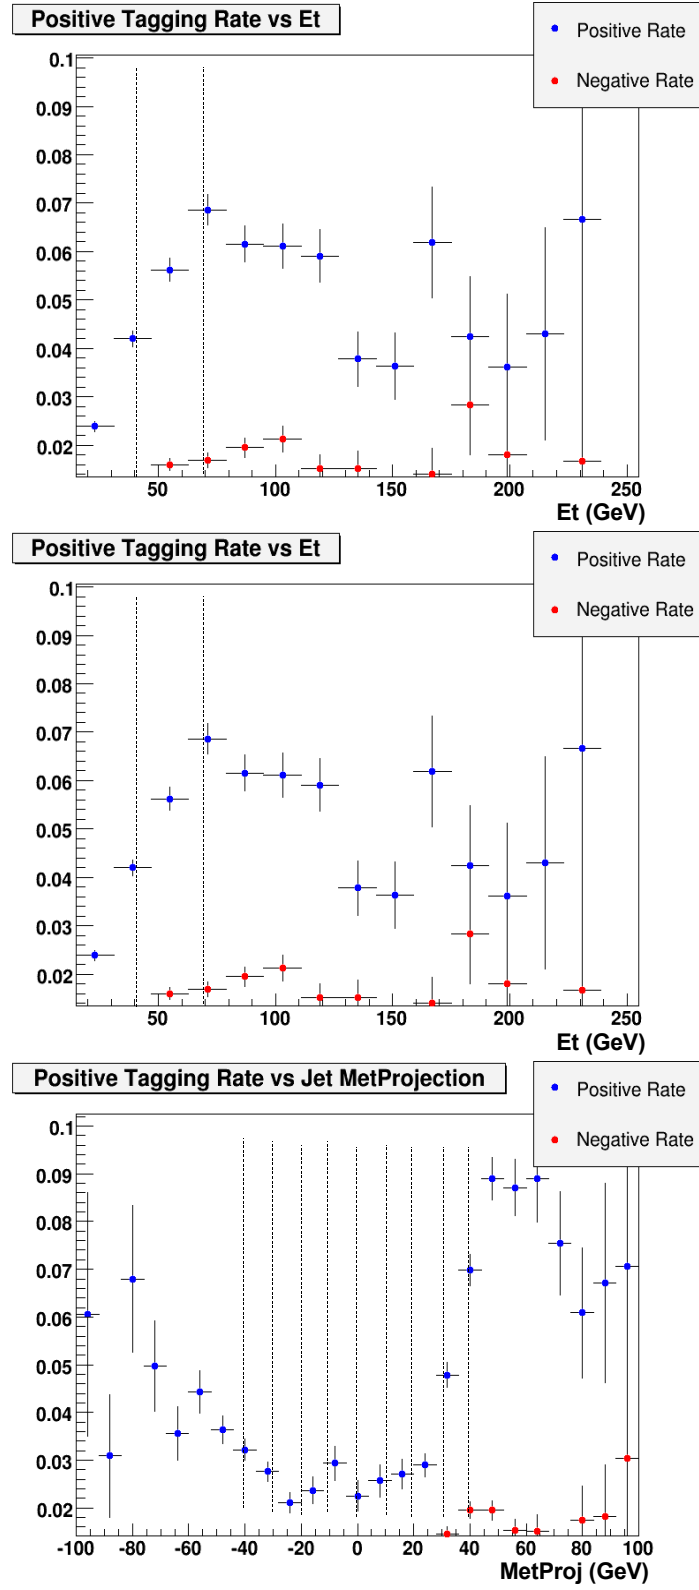 Positive Tagging Rate vs Et
Positive Rate
Negative Rate
0.1
0.09
0.08
0.07
0.06
0.05
0.04
0.03
0.02
50 100 150 200 250
Et (GeV)
Positive Tagging Rate vs Et
Positive Rate
Negative Rate
0.1
0.09
0.08
0.07
0.06
0.05
0.04
0.03
0.02
50 100 150 200 250
Et (GeV)
Positive Tagging Rate vs Jet MetProjection
Positive Rate
Negative Rate
0.1
0.09
0.08
0.07
0.06
0.05
0.04
0.03
0.02
-100 -80 -60 -40 -20 0 20 40 60 80 100
MetProj (GeV)